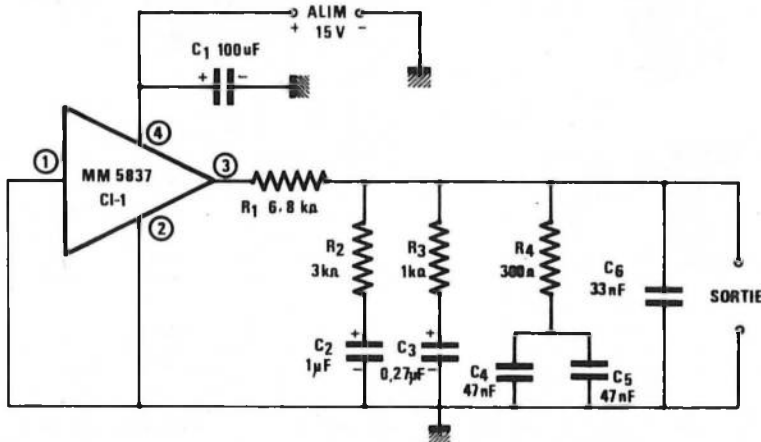 ALIM
+ 15 V -
C1 100uF
+ -
4
1
MM 5837
CI-1
3
2
R1 6.8 kΩ
R2
3kΩ
R3
1kΩ
R4
300Ω
C6
33nF
SORTIE
C2
1µF
+
-
C3
0,27µF
+
-
C4
47nF
C5
47nF